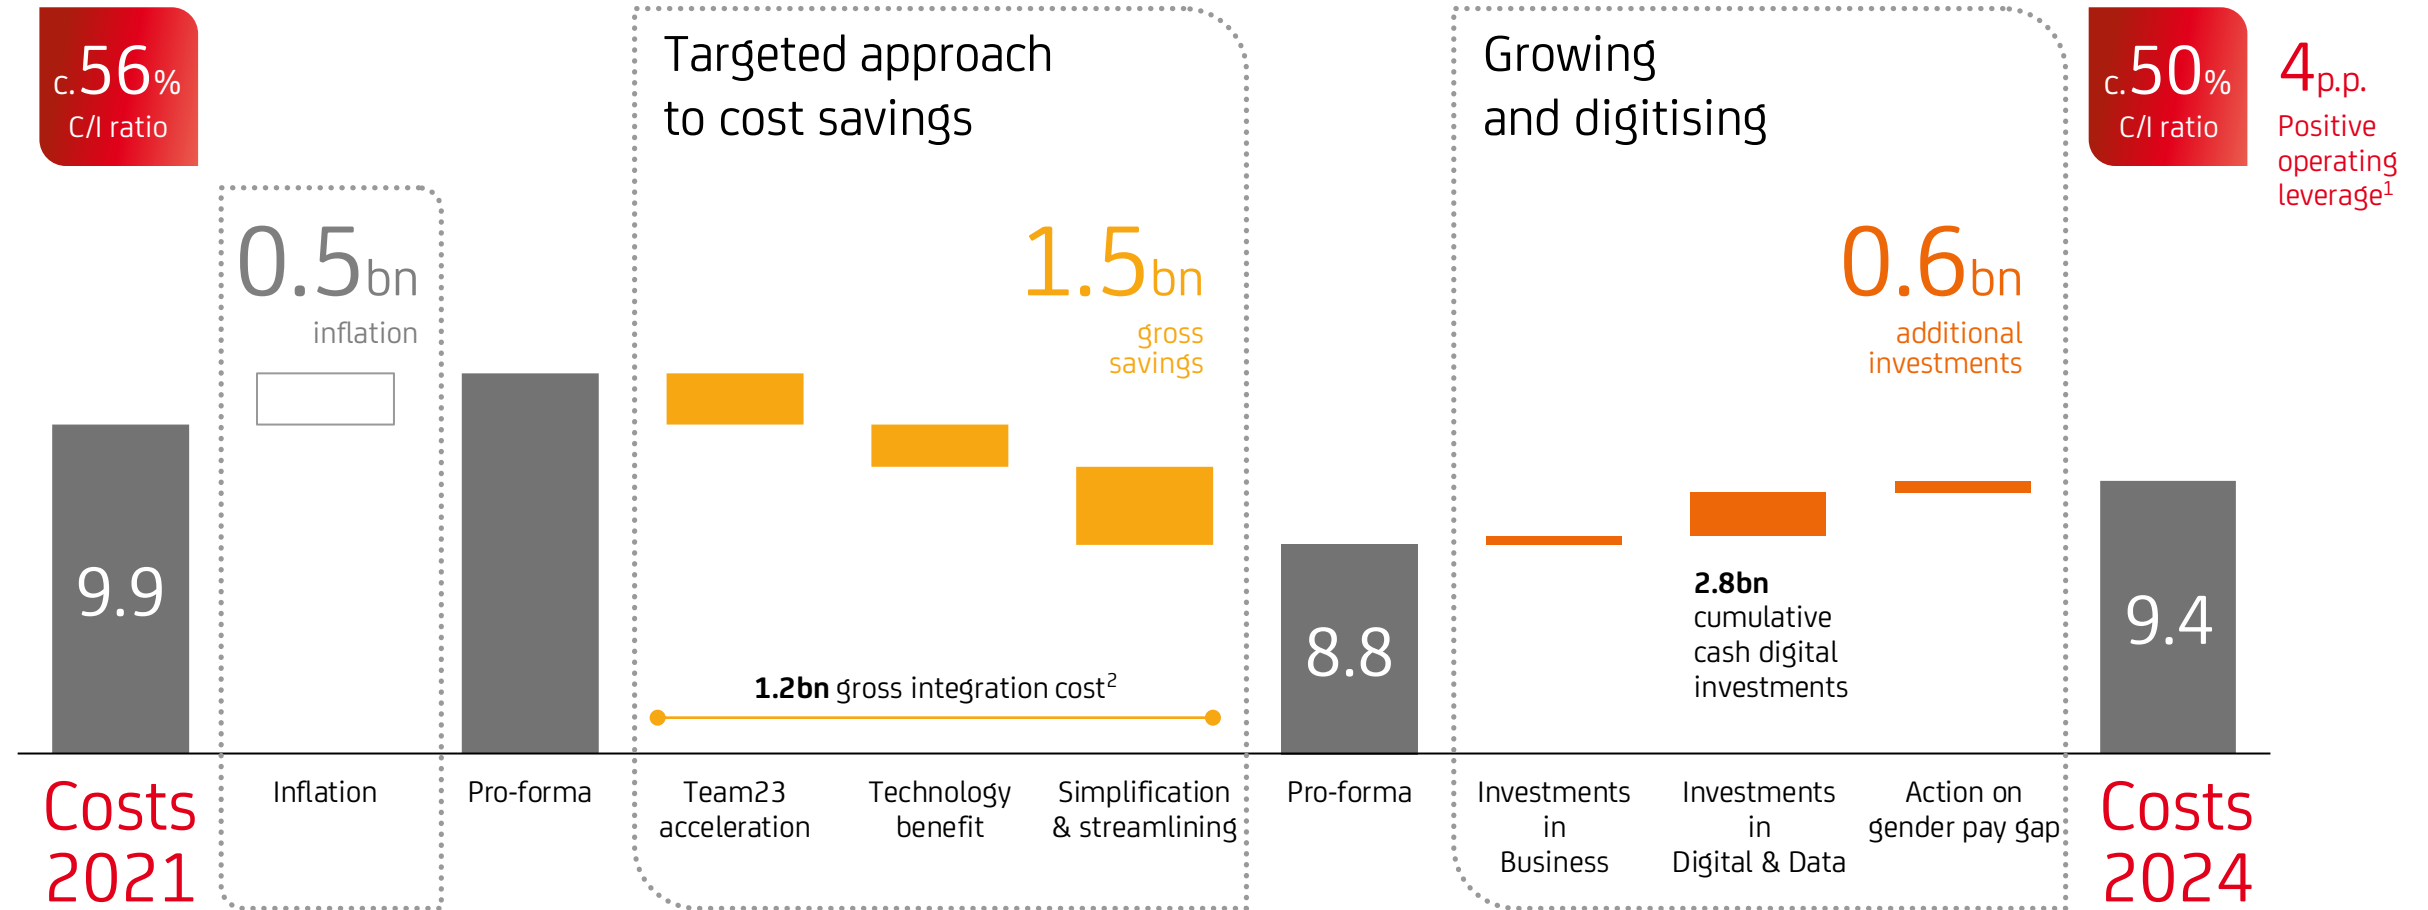 c.56%
C/I ratio
Targeted approach
to cost savings
Growing
and digitising
c.50%
C/I ratio
4p.p.
Positive
operating
leverage1
0.5bn
inflation
1.5bn
gross
savings
0.6bn
additional
investments
9.9
1.2bn gross integration cost2
8.8
2.8bn
cumulative
cash digital
investments
9.4
Costs
2021
Inflation
Pro-forma
Team23
acceleration
Technology
benefit
Simplification
& streamlining
Pro-forma
Investments
in
Business
Investments
in
Digital & Data
Action on
gender pay gap
Costs
2024